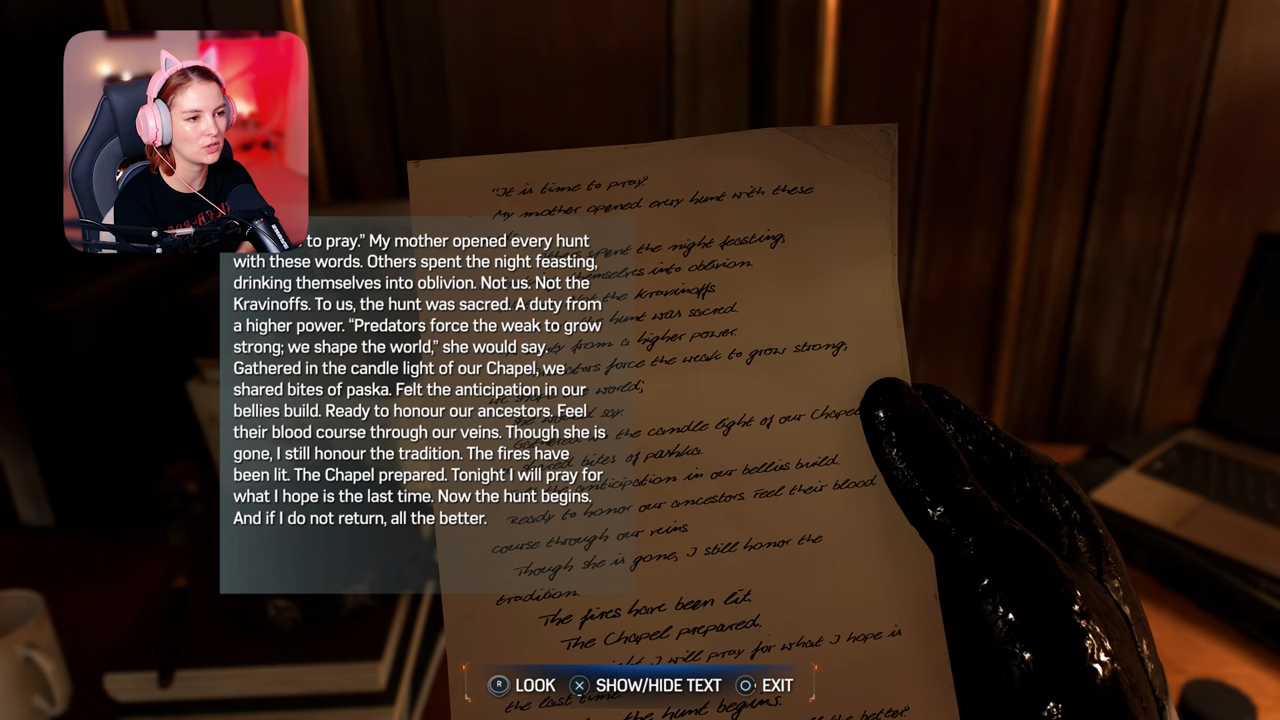 to pray.” My mother opened every hunt
with these words. Others spent the night feasting,
drinking themselves into oblivion. Not us. Not the
Kravinoffs. To us, the hunt was sacred. A duty from
a higher power. “Predators force the weak to grow
strong; we shape the world,” she would say.
Gathered in the candle light of our Chapel, we
shared bites of paska. Felt the anticipation in our
bellies build. Ready to honour our ancestors. Feel
their blood course through our veins. Though she is
gone, I still honour the tradition. The fires have
been lit. The Chapel prepared. Tonight I will pray for
what I hope is the last time. Now the hunt begins.
And if I do not return, all the better.
"It is time to pray."
My mother opened every hunt with these
spent the night feasting,
themselves into oblivion.
the Kravinoffs.
the hunt was sacred.
from a higher power.
force the weak to grow strong,
world,"
would say.
the candle light of our Chapel
bites of pashka.
anticipation in our bellies build.
Ready to honor our ancestors Feel their blood
course through our veins
Though she is gone, I still honor the
tradition.
The fires have been lit.
The Chapel prepared.
I will pray for what I hope is
the last time.
the hunt begins.
the better."
R LOOK SHOW/HIDE TEXT EXIT